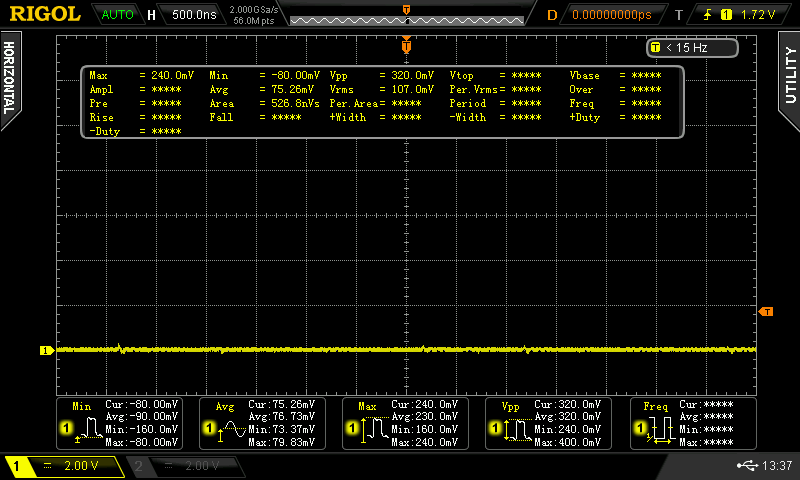 RIGOL AUTO H 500.0ns 2.000GSa/s 56.0Mpts T D 0.00000000ps T 1 1.72 V
HORIZONTAL
UTILITY
T
T < 15 Hz
Max = 240.0mV Min = -80.00mV Vpp = 320.0mV Vtop = ***** Vbase = *****
Ampl = ***** Avg = 75.26mV Vrms = 107.0mV Per.Vrms= ***** Over = *****
Pre = ***** Area = 526.8nVs Per.Area= ***** Period = ***** Freq = *****
Rise = ***** Fall = ***** +Width = ***** -Width = ***** +Duty = *****
-Duty = *****
T
1
Min 1 Cur:-80.00mV
Avg:-90.00mV
Min:-160.0mV
Max:-80.00mV
Avg 1 Cur:75.26mV
Avg:76.73mV
Min:73.37mV
Max:79.83mV
Max 1 Cur:240.0mV
Avg:230.0mV
Min:160.0mV
Max:240.0mV
Vpp 1 Cur:320.0mV
Avg:320.0mV
Min:240.0mV
Max:400.0mV
Freq 1 Cur:*****
Avg:*****
Min:*****
Max:*****
1 2.00 V 2 2.00 V 13:37